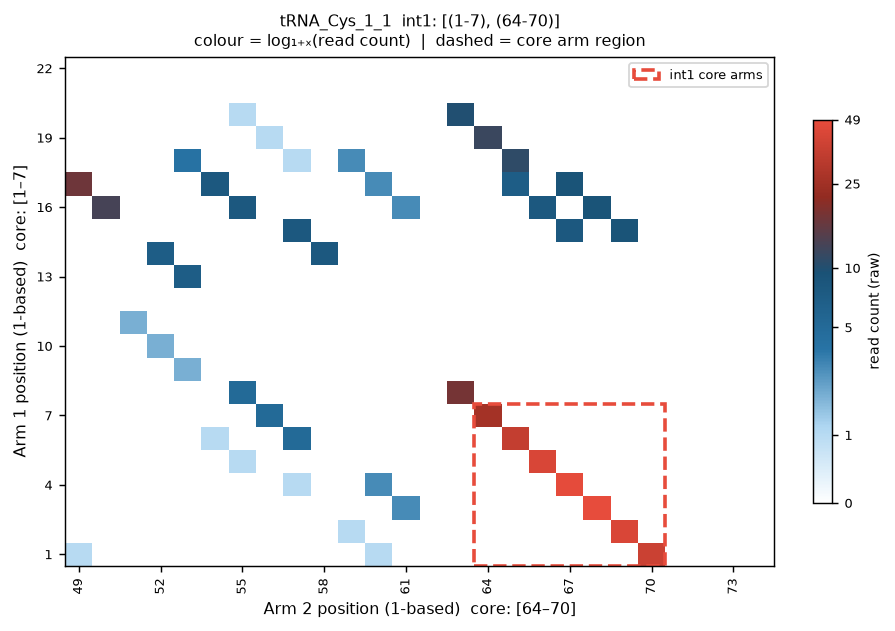 tRNA_Cys_1_1  int1: [(1-7), (64-70)]
colour = log₁₊ₓ(read count)  |  dashed = core arm region
int1 core arms
Arm 1 position (1-based)  core: [1–7]
22
19
16
13
10
7
4
1
49 52 55 58 61 64 67 70 73
Arm 2 position (1-based)  core: [64–70]
49
25
10
5
1
0
read count (raw)